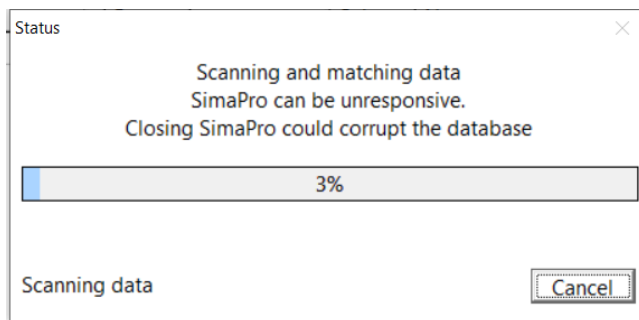 Status
Scanning and matching data
SimaPro can be unresponsive.
Closing SimaPro could corrupt the database
3%
Scanning data
Cancel